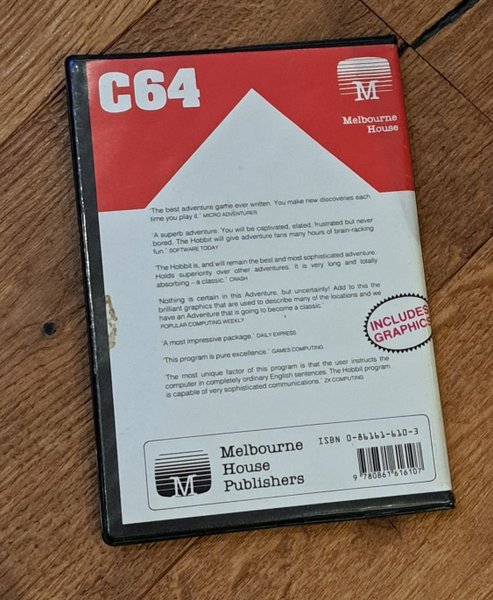 C64
M
Melbourne
House
'The best adventure game ever written. You make new discoveries each
time you play it.' MICRO ADVENTURER
'A superb adventure. You will be captivated, elated, frustrated but never
bored. The Hobbit will give adventure fans many hours of brain-racking
fun.' SOFTWARE TODAY
'The Hobbit is, and will remain the best and most sophisticated adventure.
Holds superiority over other adventures. It is very long and totally
absorbing – a classic.' CRASH
'Nothing is certain in this Adventure, but uncertainty! Add to this the
brilliant graphics that are used to describe many of the locations and we
have an Adventure that is going to become a classic.'
POPULAR COMPUTING WEEKLY
INCLUDES
GRAPHICS
'A most impressive package.' DAILY EXPRESS
'This program is pure excellence.' GAMES COMPUTING
'The most unique factor of this program is that the user instructs the
computer in completely ordinary English sentences. The Hobbit program
is capable of very sophisticated communications.' ZX COMPUTING
M
Melbourne
House
Publishers
ISBN 0-86161-610-3
9 780861 616107